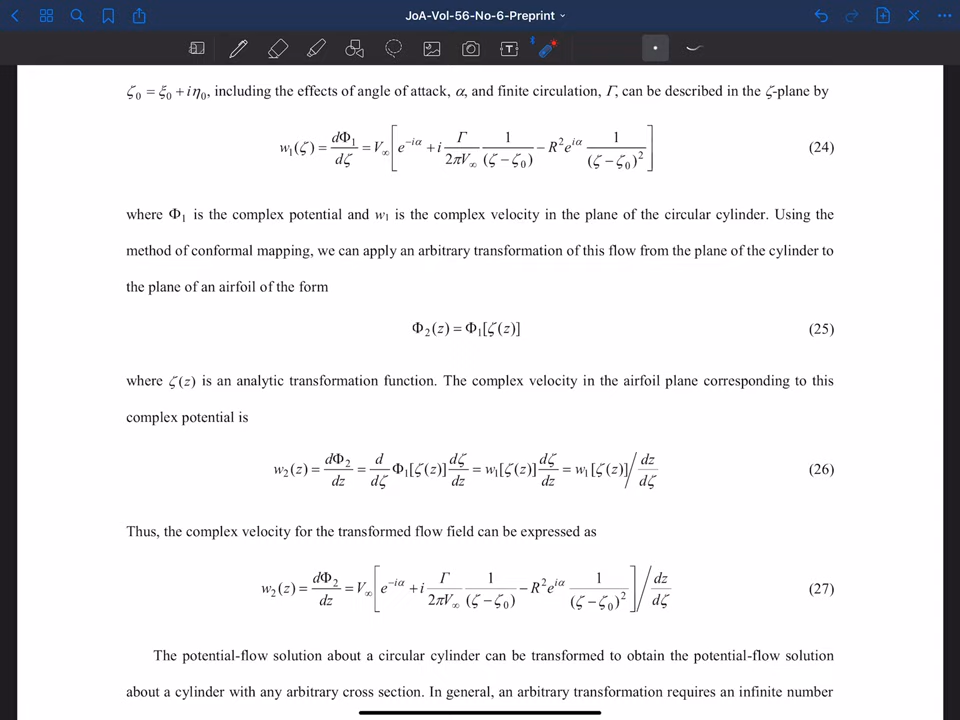 JoA-Vol-56-No-6-Preprint
T
ζ₀ = ξ₀ + iη₀, including the effects of angle of attack, α, and finite circulation, Γ, can be described in the ζ-plane by
w₁(ζ) = dΦ₁/dζ = V∞[e^{−iα} + i Γ/(2πV∞) 1/(ζ − ζ₀) − R²e^{iα} 1/(ζ − ζ₀)²] (24)
where Φ₁ is the complex potential and w₁ is the complex velocity in the plane of the circular cylinder. Using the
method of conformal mapping, we can apply an arbitrary transformation of this flow from the plane of the cylinder to
the plane of an airfoil of the form
Φ₂(z) = Φ₁[ζ(z)] (25)
where ζ(z) is an analytic transformation function. The complex velocity in the airfoil plane corresponding to this
complex potential is
w₂(z) = dΦ₂/dz = d/dζ Φ₁[ζ(z)] dζ/dz = w₁[ζ(z)] dζ/dz = w₁[ζ(z)] / dz/dζ (26)
Thus, the complex velocity for the transformed flow field can be expressed as
w₂(z) = dΦ₂/dz = V∞[e^{−iα} + i Γ/(2πV∞) 1/(ζ − ζ₀) − R²e^{iα} 1/(ζ − ζ₀)²] / dz/dζ (27)
The potential-flow solution about a circular cylinder can be transformed to obtain the potential-flow solution
about a cylinder with any arbitrary cross section. In general, an arbitrary transformation requires an infinite number